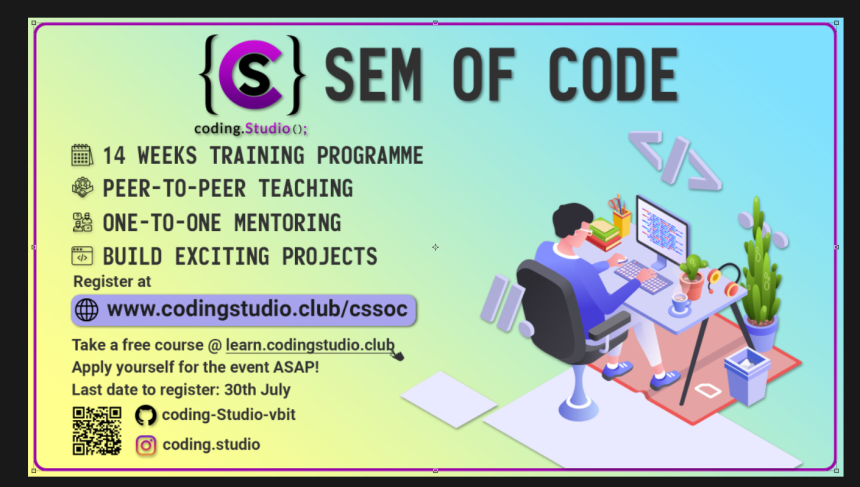 {S}
SEM OF CODE
coding.Studio();
14 WEEKS TRAINING PROGRAMME
PEER-TO-PEER TEACHING
ONE-TO-ONE MENTORING
BUILD EXCITING PROJECTS
Register at
www.codingstudio.club/cssoc
Take a free course @ learn.codingstudio.club
Apply yourself for the event ASAP!
Last date to register: 30th July
coding-Studio-vbit
coding.studio